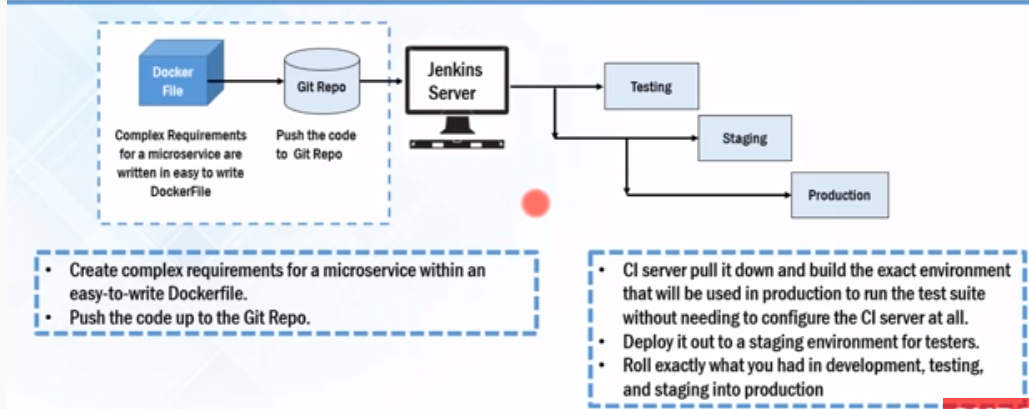 Docker
File
Git Repo
Jenkins
Server
Testing
Staging
Production
Complex Requirements
for a microservice are
written in easy to write
DockerFile
Push the code
to Git Repo
• Create complex requirements for a microservice within an
easy-to-write Dockerfile.
• Push the code up to the Git Repo.
• CI server pull it down and build the exact environment
that will be used in production to run the test suite
without needing to configure the CI server at all.
• Deploy it out to a staging environment for testers.
• Roll exactly what you had in development, testing,
and staging into production